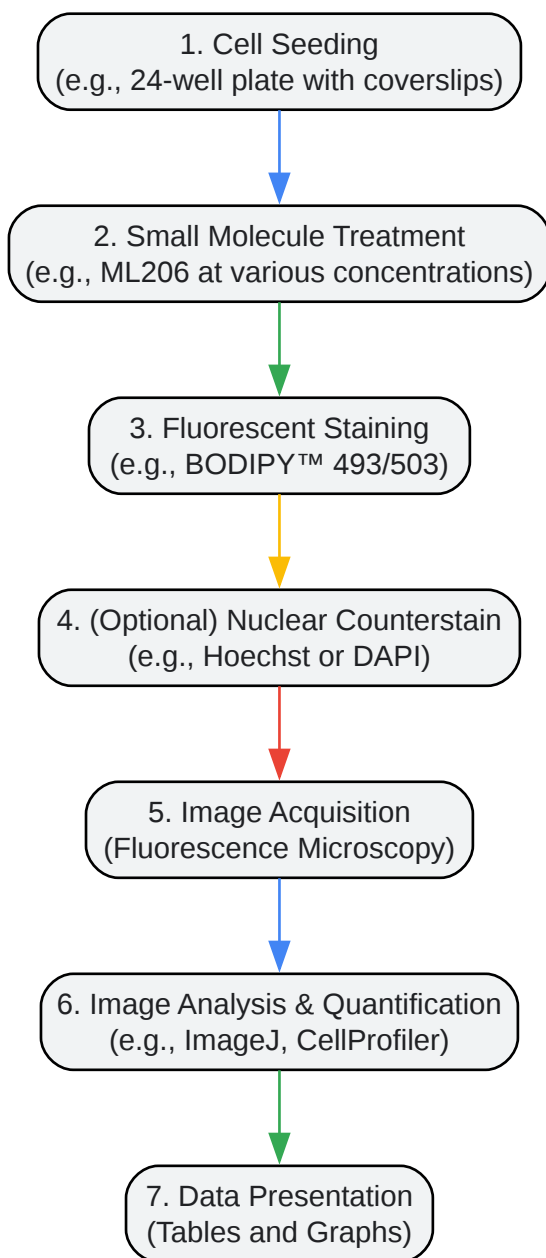 1. Cell Seeding
(e.g., 24-well plate with coverslips)
2. Small Molecule Treatment
(e.g., ML206 at various concentrations)
3. Fluorescent Staining
(e.g., BODIPY™ 493/503)
4. (Optional) Nuclear Counterstain
(e.g., Hoechst or DAPI)
5. Image Acquisition
(Fluorescence Microscopy)
6. Image Analysis & Quantification
(e.g., ImageJ, CellProfiler)
7. Data Presentation
(Tables and Graphs)